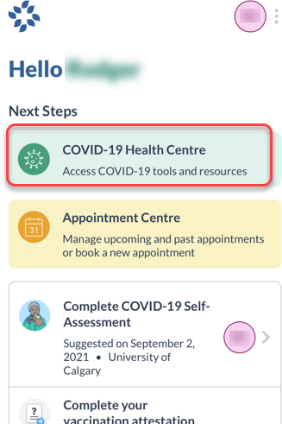 Hello
Next Steps
COVID-19 Health Centre
Access COVID-19 tools and resources
31
Appointment Centre
Manage upcoming and past appointments
or book a new appointment
Complete COVID-19 Self-
Assessment
Suggested on September 2,
2021 • University of
Calgary
?
Complete your
vaccination attestation